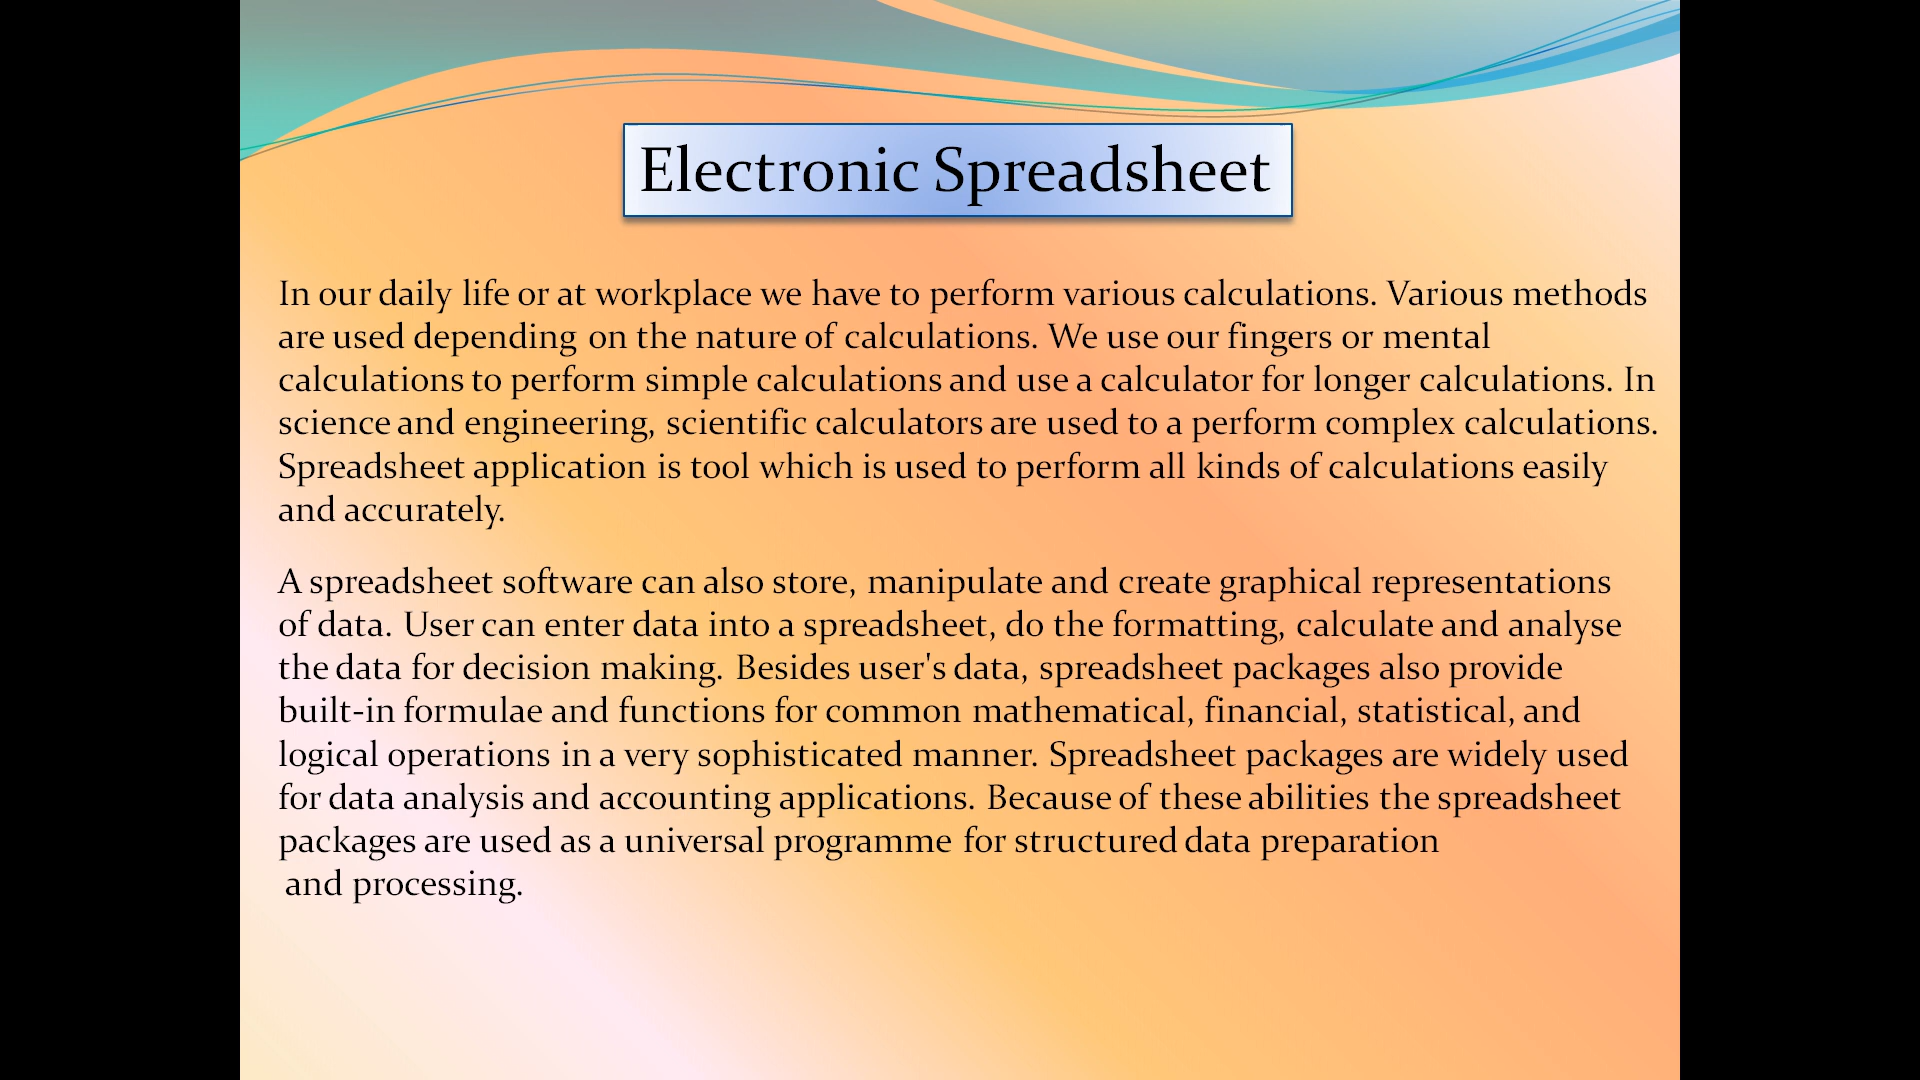 Electronic Spreadsheet
In our daily life or at workplace we have to perform various calculations. Various methods
are used depending on the nature of calculations. We use our fingers or mental
calculations to perform simple calculations and use a calculator for longer calculations. In
science and engineering, scientific calculators are used to a perform complex calculations.
Spreadsheet application is tool which is used to perform all kinds of calculations easily
and accurately.
A spreadsheet software can also store, manipulate and create graphical representations
of data. User can enter data into a spreadsheet, do the formatting, calculate and analyse
the data for decision making. Besides user's data, spreadsheet packages also provide
built-in formulae and functions for common mathematical, financial, statistical, and
logical operations in a very sophisticated manner. Spreadsheet packages are widely used
for data analysis and accounting applications. Because of these abilities the spreadsheet
packages are used as a universal programme for structured data preparation
and processing.